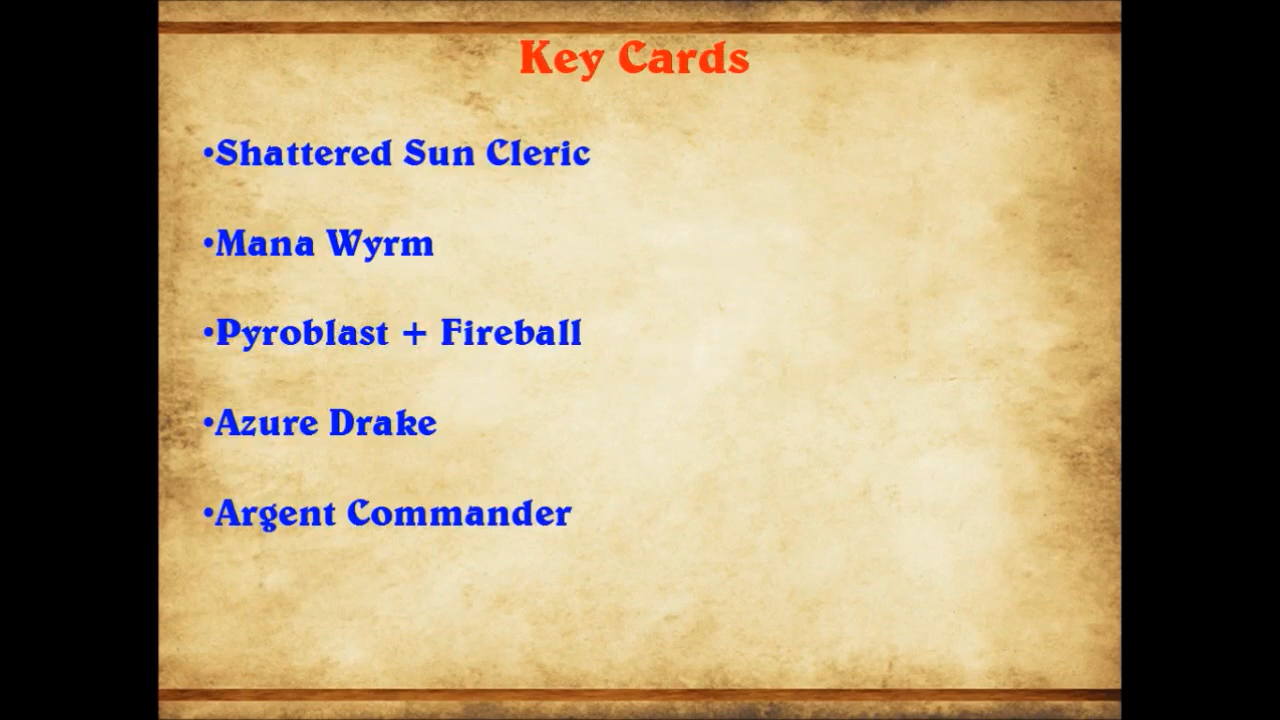 Key Cards
•Shattered Sun Cleric
•Mana Wyrm
•Pyroblast + Fireball
•Azure Drake
•Argent Commander